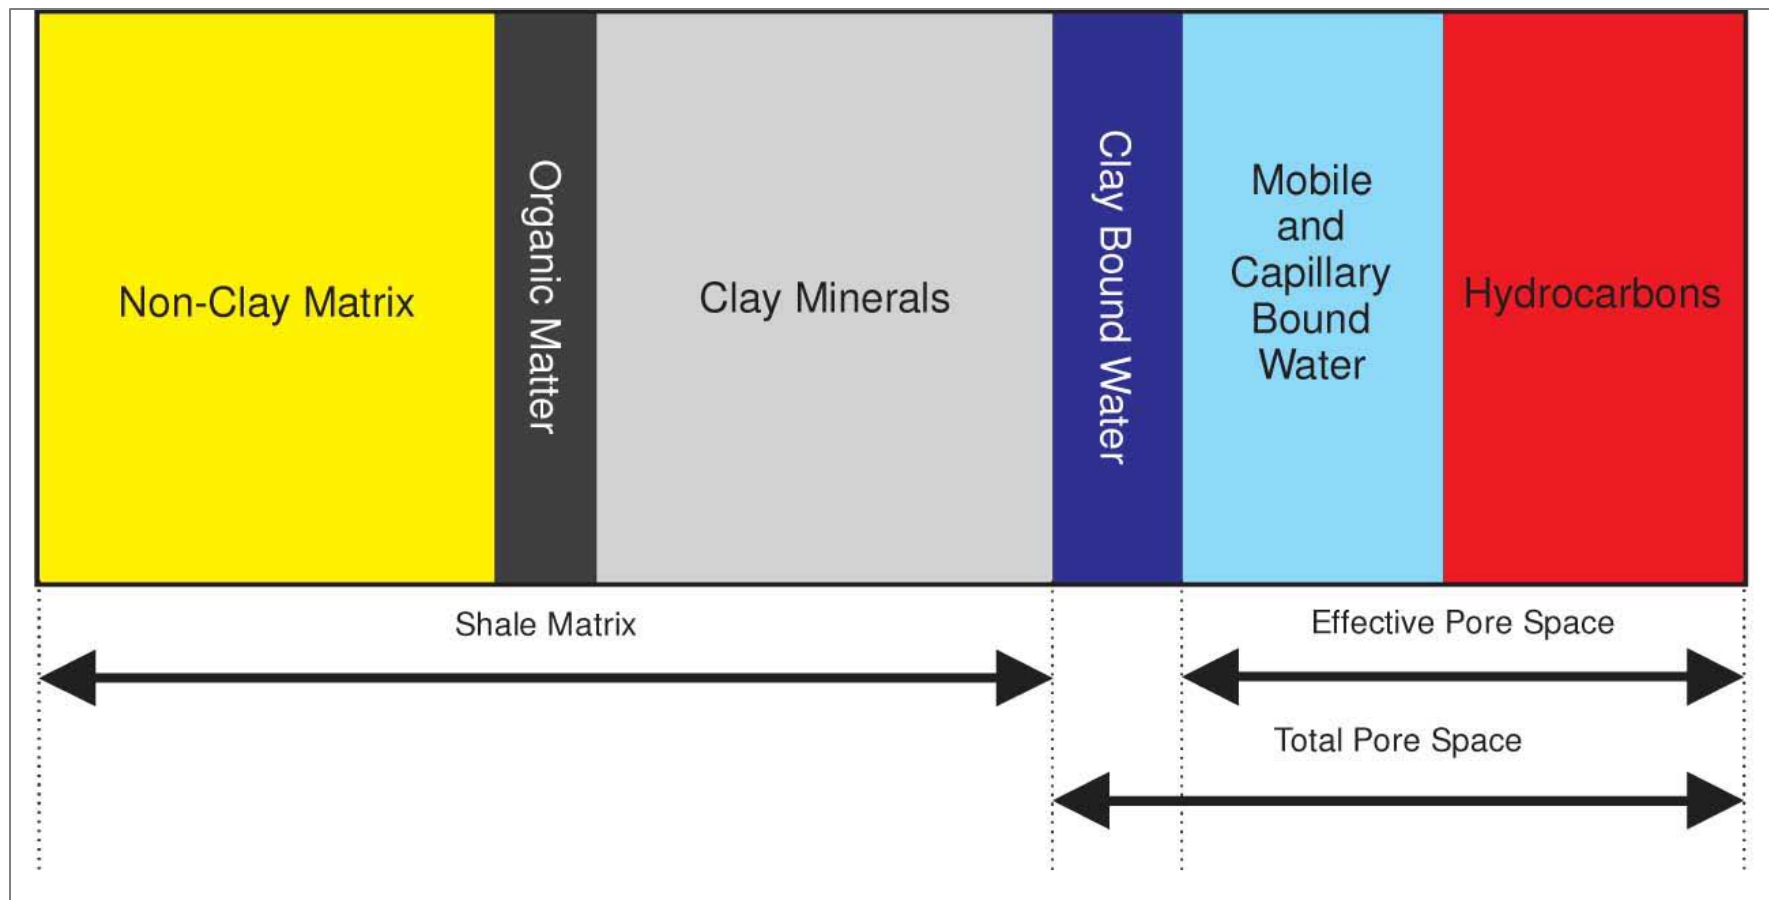 Non-Clay Matrix
Organic Matter
Clay Minerals
Clay Bound Water
Mobile
and
Capillary
Bound
Water
Hydrocarbons
Shale Matrix
Effective Pore Space
Total Pore Space